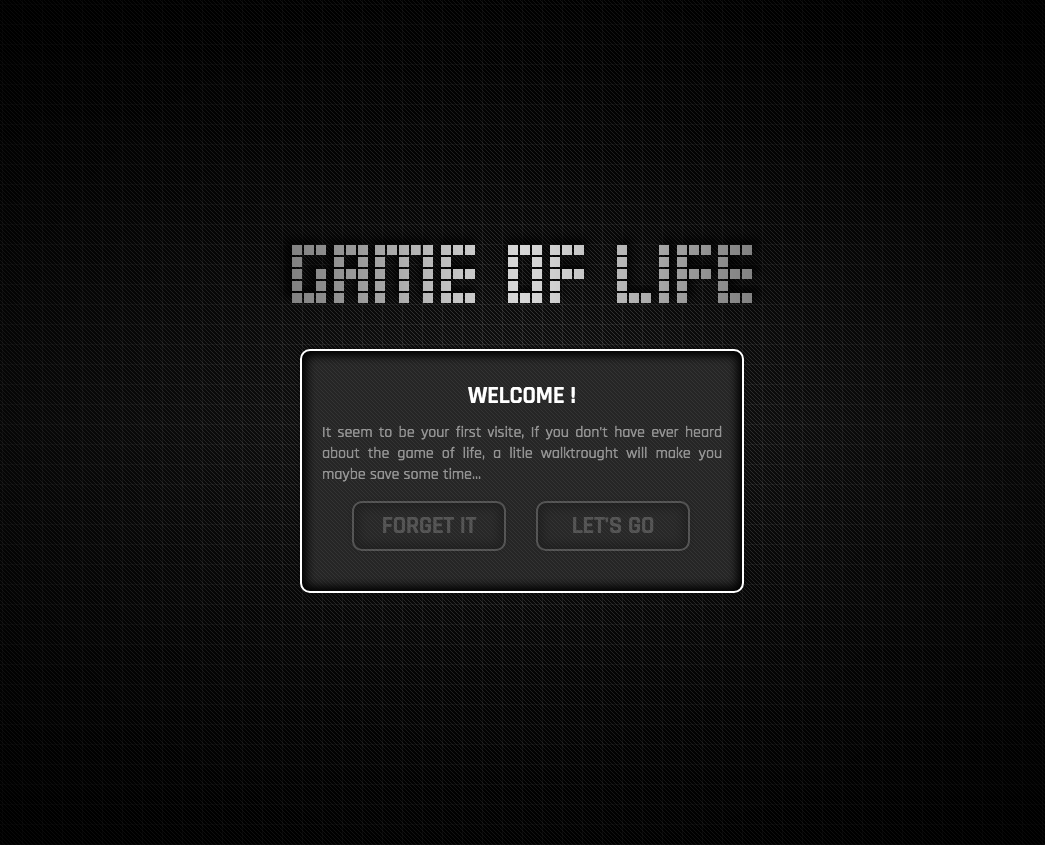 GAME OF LIFE
WELCOME !
It seem to be your first visite, If you don't have ever heard
about the game of life, a litle walktrought will make you
maybe save some time...
FORGET IT
LET'S GO